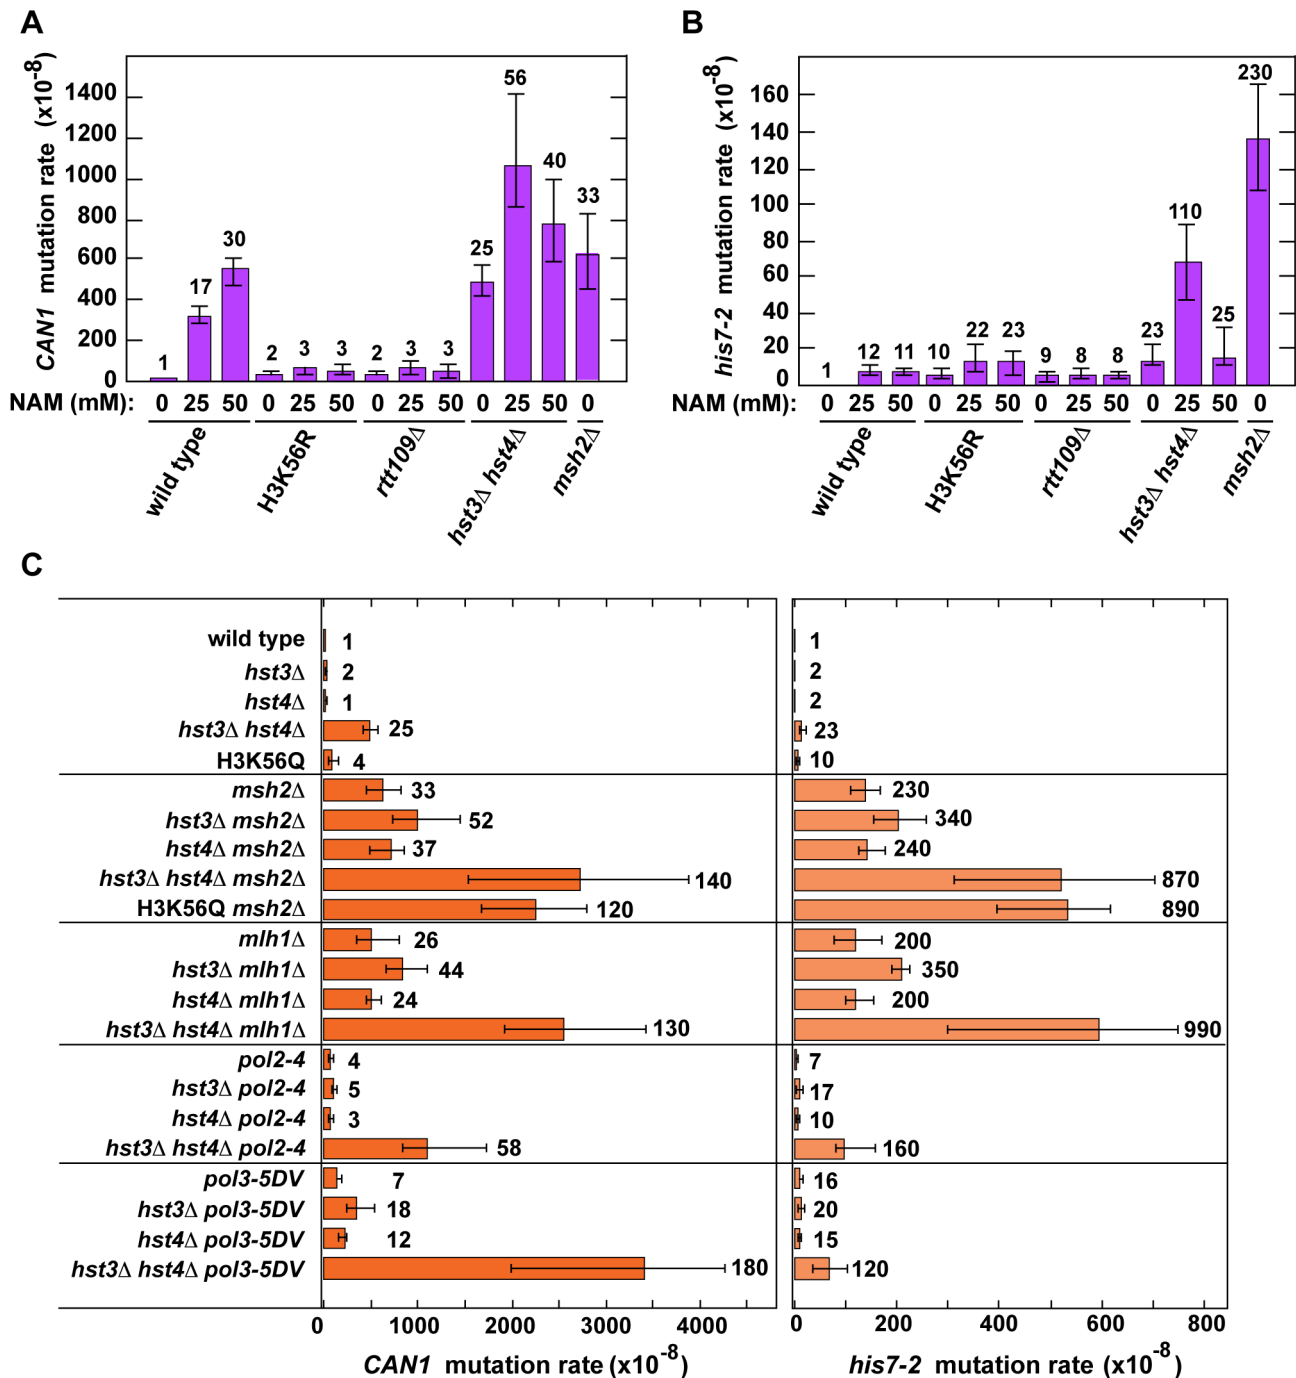 A
CAN1 mutation rate (x10-8)
1400
1200
1000
800
600
400
200
0
1
17
30
2
3
3
2
3
3
25
56
40
33
NAM (mM): 0 25 50 0 25 50 0 25 50 0 25 50 0
wild type
H3K56R
rtt109Δ
hst3Δ hst4Δ
msh2Δ
B
his7-2 mutation rate (x10-8)
160
140
120
100
80
60
40
20
0
1
12
11
10
22
23
9
8
8
23
110
25
230
NAM (mM): 0 25 50 0 25 50 0 25 50 0 25 50 0
wild type
H3K56R
rtt109Δ
hst3Δ hst4Δ
msh2Δ
C
wild type 1 1
hst3Δ 2 2
hst4Δ 1 2
hst3Δ hst4Δ 25 23
H3K56Q 4 10
msh2Δ 33 230
hst3Δ msh2Δ 52 340
hst4Δ msh2Δ 37 240
hst3Δ hst4Δ msh2Δ 140 870
H3K56Q msh2Δ 120 890
mlh1Δ 26 200
hst3Δ mlh1Δ 44 350
hst4Δ mlh1Δ 24 200
hst3Δ hst4Δ mlh1Δ 130 990
pol2-4 4 7
hst3Δ pol2-4 5 17
hst4Δ pol2-4 3 10
hst3Δ hst4Δ pol2-4 58 160
pol3-5DV 7 16
hst3Δ pol3-5DV 18 20
hst4Δ pol3-5DV 12 15
hst3Δ hst4Δ pol3-5DV 180 120
0 1000 2000 3000 4000
CAN1 mutation rate (x10-8)
0 200 400 600 800
his7-2 mutation rate (x10-8)